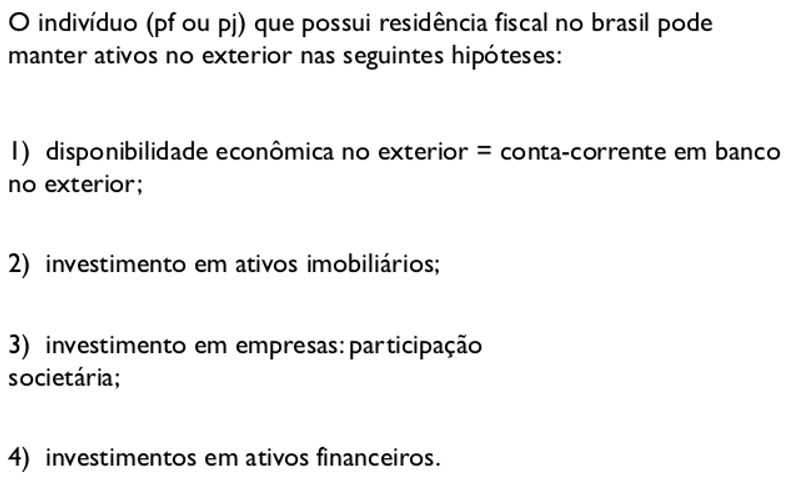 O indivíduo (pf ou pj) que possui residência fiscal no brasil pode
manter ativos no exterior nas seguintes hipóteses:
1) disponibilidade econômica no exterior = conta-corrente em banco
no exterior;
2) investimento em ativos imobiliários;
3) investimento em empresas: participação
societária;
4) investimentos em ativos financeiros.